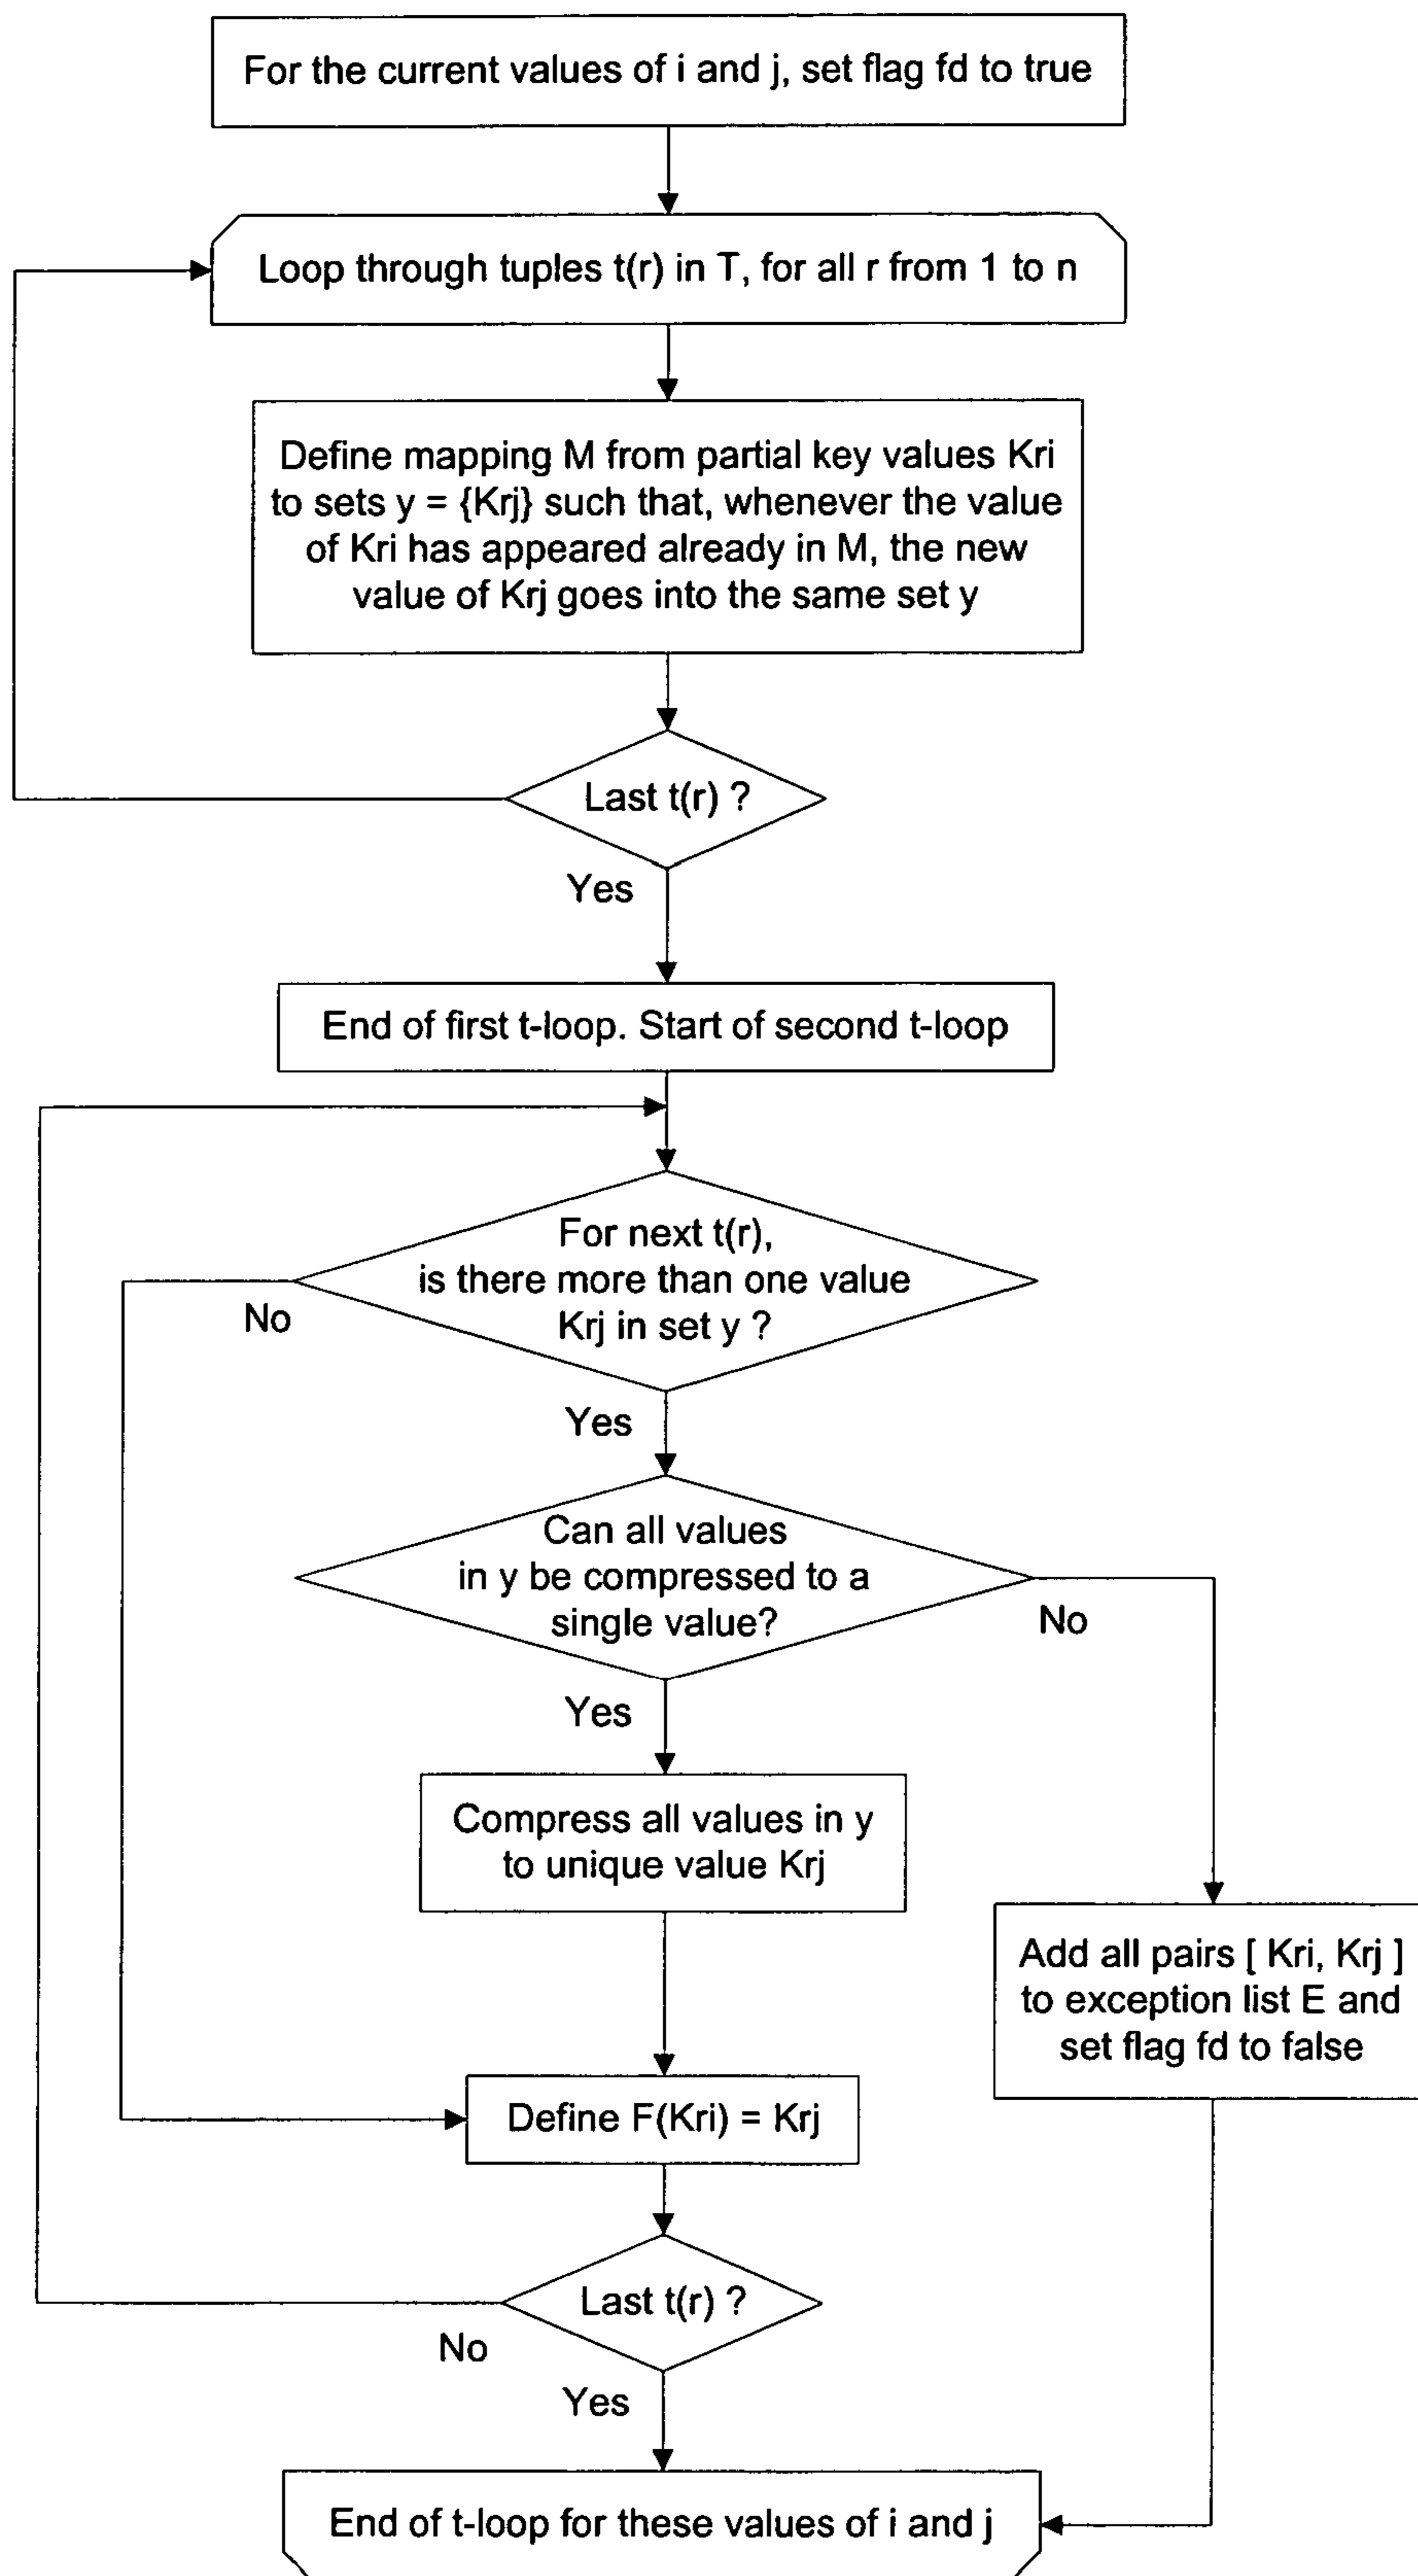 For the current values of i and j, set flag fd to true
Loop through tuples t(r) in T, for all r from 1 to n
Define mapping M from partial key values Kri
to sets y = {Krj} such that, whenever the value
of Kri has appeared already in M, the new
value of Krj goes into the same set y
Last t(r) ?
Yes
End of first t-loop. Start of second t-loop
For next t(r),
is there more than one value
Krj in set y ?
No
Yes
Can all values
in y be compressed to a
single value?
No
Yes
Compress all values in y
to unique value Krj
Add all pairs [ Kri, Krj ]
to exception list E and
set flag fd to false
Define F(Kri) = Krj
Last t(r) ?
No
Yes
End of t-loop for these values of i and j